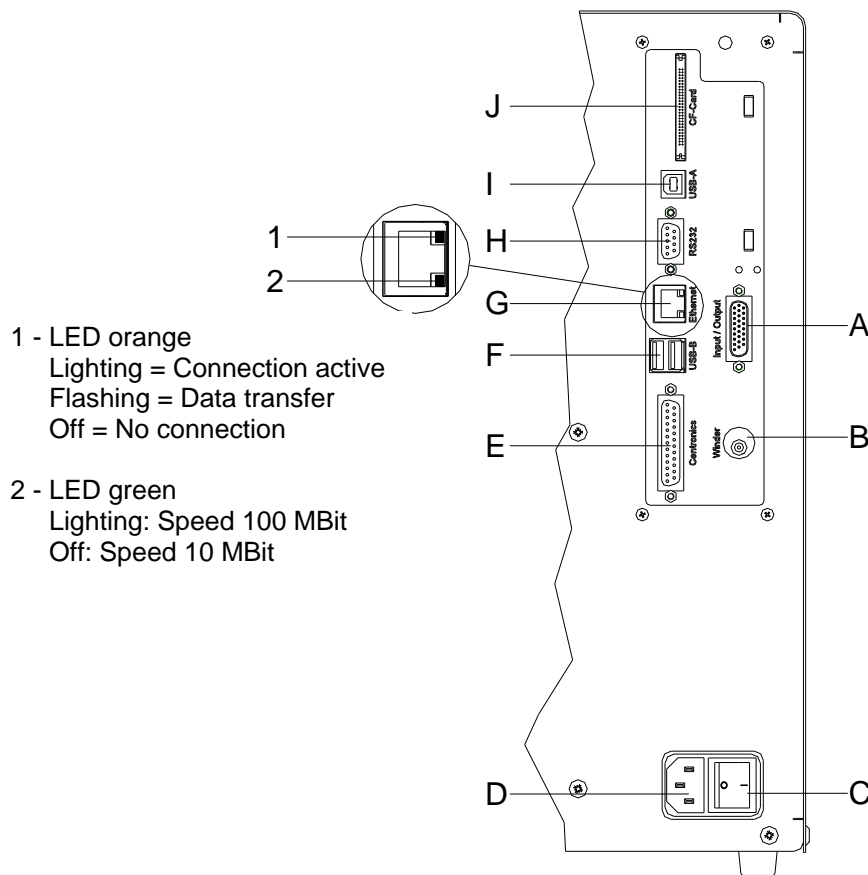 J
CF-Card
I
USB-A
1
H
RS232
2
G
Ethernet
Input / Output
A
1 - LED orange
Lighting = Connection active
F
USB-B
Flashing = Data transfer
Off = No connection
E
Centronics
Winder
B
2 - LED green
Lighting: Speed 100 MBit
Off: Speed 10 MBit
D
C